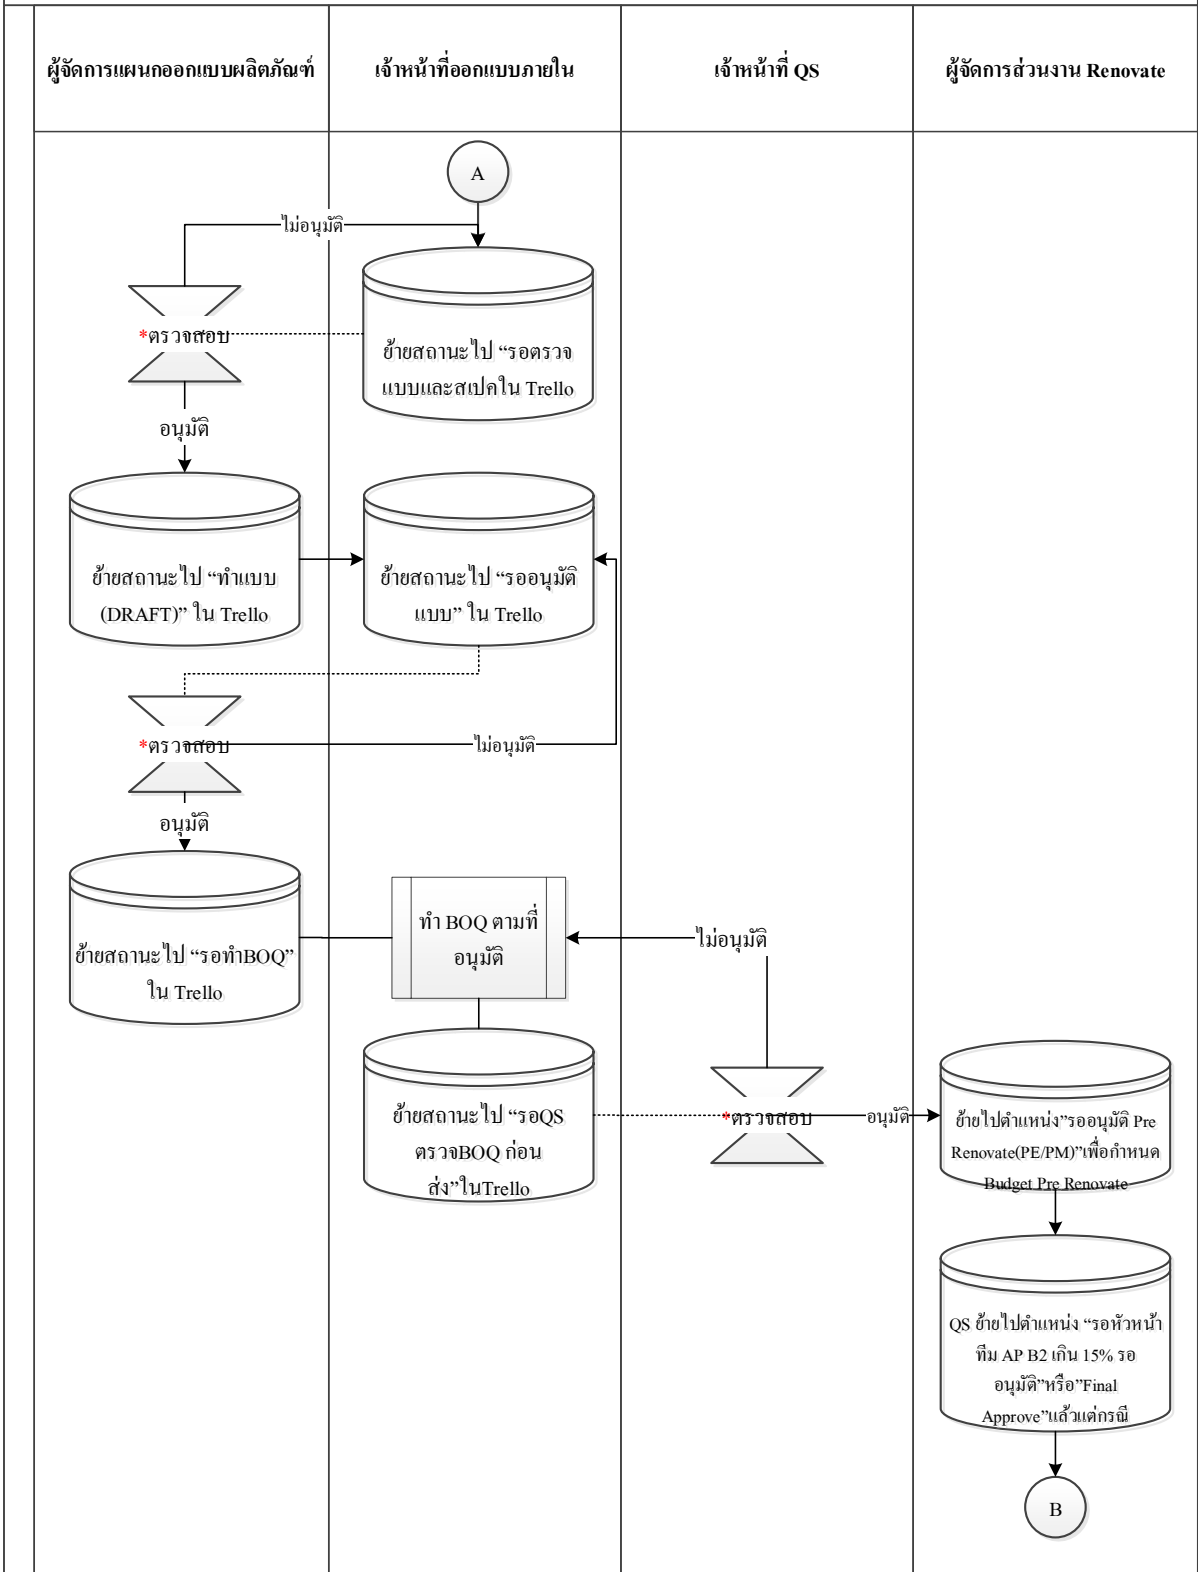 ผู้จัดการแผนกออกแบบผลิตภัณฑ์
เจ้าหน้าที่ออกแบบภายใน
เจ้าหน้าที่ QS
ผู้จัดการส่วนงาน Renovate
A
ไม่อนุมัติ
*ตรวจสอบ
ย้ายสถานะไป “รอตรวจ
แบบและสเปคใน Trello
อนุมัติ
ย้ายสถานะไป “ทำแบบ
(DRAFT)” ใน Trello
ย้ายสถานะไป “รออนุมัติ
แบบ” ใน Trello
*ตรวจสอบ
ไม่อนุมัติ
อนุมัติ
ย้ายสถานะไป “รอทำBOQ”
ใน Trello
ทำ BOQ ตามที่
อนุมัติ
ไม่อนุมัติ
ย้ายสถานะไป “รอQS
ตรวจBOQ ก่อน
ส่ง”ในTrello
*ตรวจสอบ
อนุมัติ
ย้ายไปตำแหน่ง”รออนุมัติ Pre
Renovate(PE/PM)”เพื่อกำหนด
Budget Pre Renovate
QS ย้ายไปตำแหน่ง “รอหัวหน้า
ทีม AP B2 เกิน 15% รอ
อนุมัติ”หรือ”Final
Approve”แล้วแต่กรณี
B